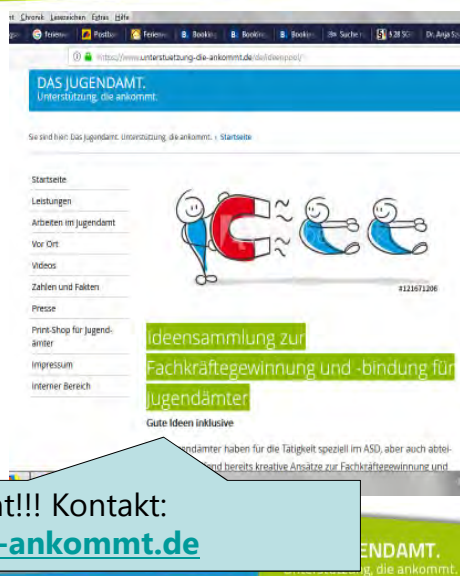 Chronik Lesezeichen Extras Hilfe
https://www.unterstuetzung-die-ankommt.de/de/ideenpool/
DAS JUGENDAMT.
Unterstützung, die ankommt.
Sie sind hier: Das Jugendamt. Unterstützung, die ankommt. › Startseite
Startseite
Leistungen
Arbeiten im Jugendamt
Vor Ort
Videos
Zahlen und Fakten
Presse
Print-Shop für Jugend-
ämter
Impressum
Interner Bereich
#121671206
Ideensammlung zur
Fachkräftegewinnung und -bindung für
Jugendämter
Gute Ideen inklusive
ämter haben für die Tätigkeit speziell im ASD, aber auch abtei-
bereits kreative Ansätze zur Fachkräftegewinnung und
t!!! Kontakt:
-ankommt.de
ENDAMT.
g, die ankommt.